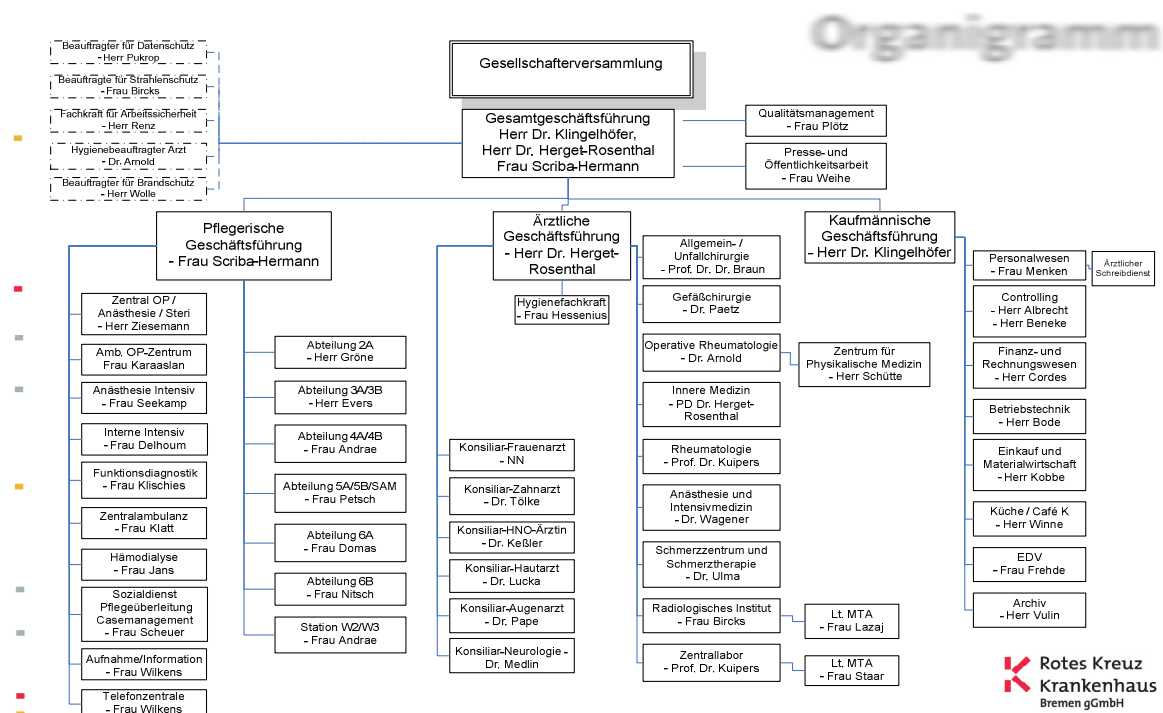 Organigramm
Beauftragter für Datenschutz
- Herr Pukrop
Beauftragte für Strahlenschutz
- Frau Bircks
Fachkraft für Arbeitssicherheit
- Herr Renz
Hygienebeauftragter Arzt
- Dr. Arnold
Beauftragter für Brandschutz
- Herr Wolle
Gesellschafterversammlung
Gesamtgeschäftsführung
Herr Dr. Klingelhöfer,
Herr Dr. Herget-Rosenthal
Frau Scriba-Hermann
Qualitätsmanagement
- Frau Plötz
Presse- und
Öffentlichkeitsarbeit
- Frau Weihe
Pflegerische
Geschäftsführung
- Frau Scriba-Hermann
Zentral OP /
Anästhesie / Steri
- Herr Ziesemann
Amb. OP-Zentrum
Frau Karaaslan
Anästhesie Intensiv
- Frau Seekamp
Interne Intensiv
- Frau Delhoum
Funktionsdiagnostik
- Frau Klischies
Zentralambulanz
- Frau Klatt
Hämodialyse
- Frau Jans
Sozialdienst
Pflegeüberleitung
Casemanagement
- Frau Scheuer
Aufnahme/Information
- Frau Wilkens
Telefonzentrale
- Frau Wilkens
Abteilung 2A
- Herr Gröne
Abteilung 3A/3B
- Herr Evers
Abteilung 4A/4B
- Frau Andrae
Abteilung 5A/5B/SAM
- Frau Petsch
Abteilung 6A
- Frau Domas
Abteilung 6B
- Frau Nitsch
Station W2/W3
- Frau Andrae
Ärztliche
Geschäftsführung
- Herr Dr. Herget-
Rosenthal
Hygienefachkraft
- Frau Hessenius
Konsiliar-Frauenarzt
- NN
Konsiliar-Zahnarzt
- Dr. Tölke
Konsiliar-HNO-Ärztin
- Dr. Keßler
Konsiliar-Hautarzt
- Dr. Lucka
Konsiliar-Augenarzt
- Dr. Pape
Konsiliar-Neurologie -
Dr. Medlin
Allgemein- /
Unfallchirurgie
- Prof. Dr. Dr. Braun
Gefäßchirurgie
- Dr. Paetz
Operative Rheumatologie
- Dr. Arnold
Zentrum für
Physikalische Medizin
- Herr Schütte
Innere Medizin
- PD Dr. Herget-
Rosenthal
Rheumatologie
- Prof. Dr. Kuipers
Anästhesie und
Intensivmedizin
- Dr. Wagener
Schmerzzentrum und
Schmerztherapie
- Dr. Ulma
Radiologisches Institut
- Frau Bircks
Lt. MTA
- Frau Lazaj
Zentrallabor
- Prof. Dr. Kuipers
Lt. MTA
- Frau Staar
Kaufmännische
Geschäftsführung
- Herr Dr. Klingelhöfer
Personalwesen
- Frau Menken
Ärztlicher
Schreibdienst
Controlling
- Herr Albrecht
- Herr Beneke
Finanz- und
Rechnungswesen
- Herr Cordes
Betriebstechnik
- Herr Bode
Einkauf und
Materialwirtschaft
- Herr Kobbe
Küche / Café K
- Herr Winne
EDV
- Frau Frehde
Archiv
- Herr Vulin
Rotes Kreuz
Krankenhaus
Bremen gGmbH